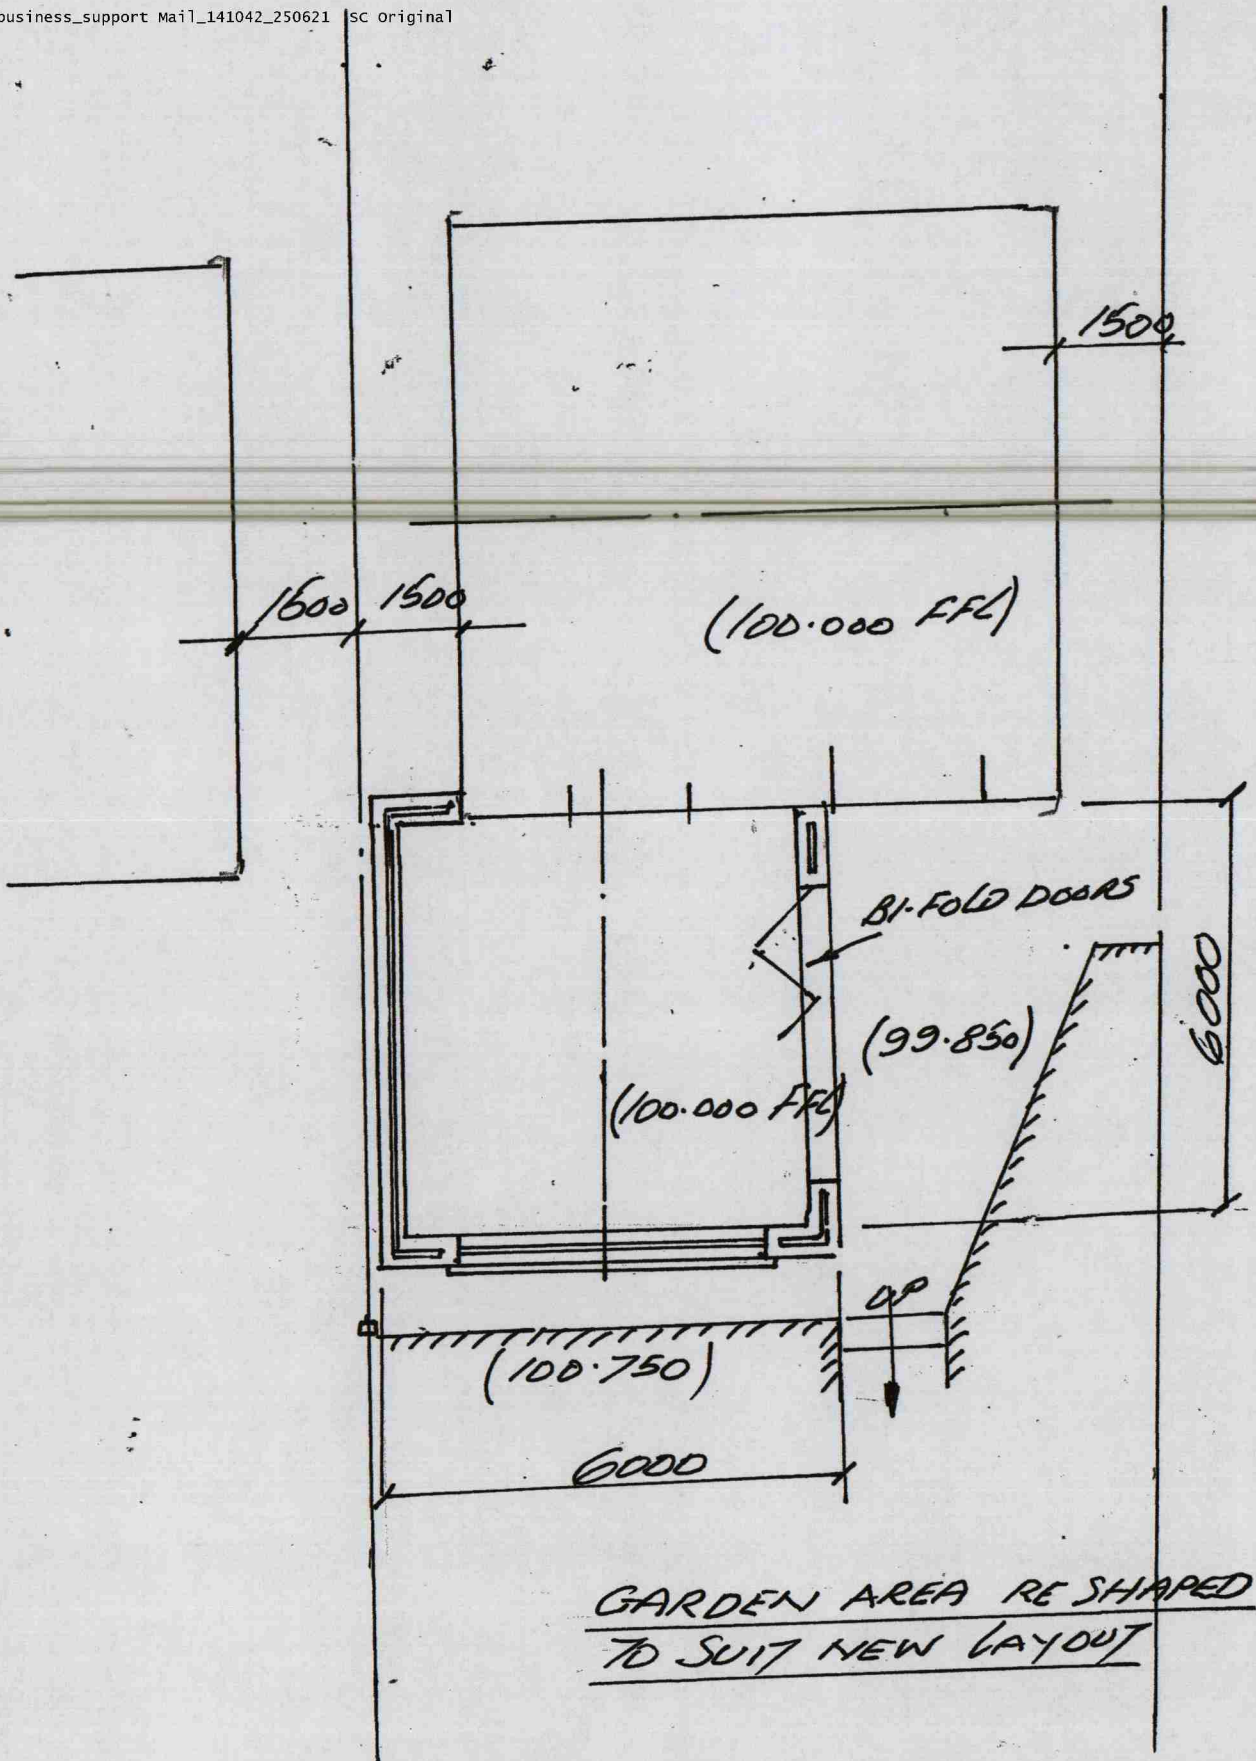 business_support Mail_141042_250621 SC Original
1500
1500 1500
(100.000 FFL)
BI-FOLD DOORS
(99.850)
6000
(100.000 FFL)
UP
(100.750)
6000
GARDEN AREA RE SHAPED
TO SUIT NEW LAYOUT